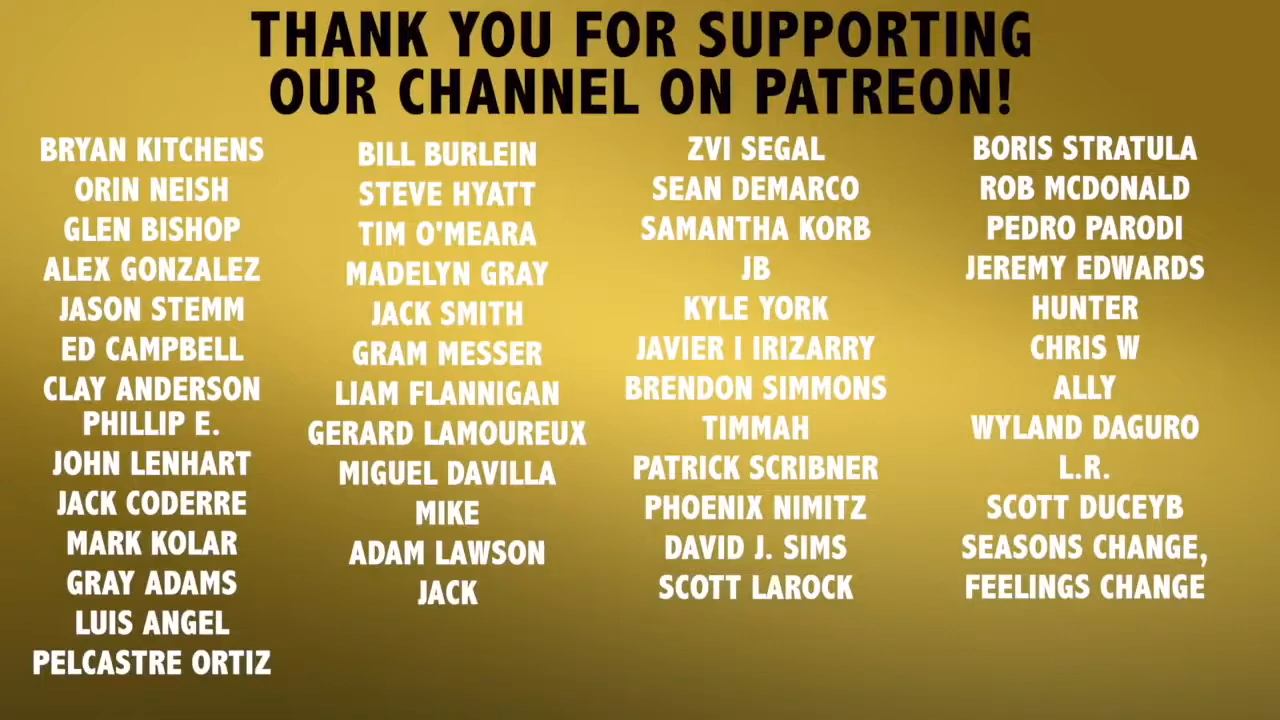 THANK YOU FOR SUPPORTING
OUR CHANNEL ON PATREON!
BRYAN KITCHENS
ORIN NEISH
GLEN BISHOP
ALEX GONZALEZ
JASON STEMM
ED CAMPBELL
CLAY ANDERSON
PHILLIP E.
JOHN LENHART
JACK CODERRE
MARK KOLAR
GRAY ADAMS
LUIS ANGEL
PELCASTRE ORTIZ
BILL BURLEIN
STEVE HYATT
TIM O'MEARA
MADELYN GRAY
JACK SMITH
GRAM MESSER
LIAM FLANNIGAN
GERARD LAMOUREUX
MIGUEL DAVILLA
MIKE
ADAM LAWSON
JACK
ZVI SEGAL
SEAN DEMARCO
SAMANTHA KORB
JB
KYLE YORK
JAVIER I IRIZARRY
BRENDON SIMMONS
TIMMAH
PATRICK SCRIBNER
PHOENIX NIMITZ
DAVID J. SIMS
SCOTT LAROCK
BORIS STRATULA
ROB MCDONALD
PEDRO PARODI
JEREMY EDWARDS
HUNTER
CHRIS W
ALLY
WYLAND DAGURO
L.R.
SCOTT DUCEYB
SEASONS CHANGE,
FEELINGS CHANGE